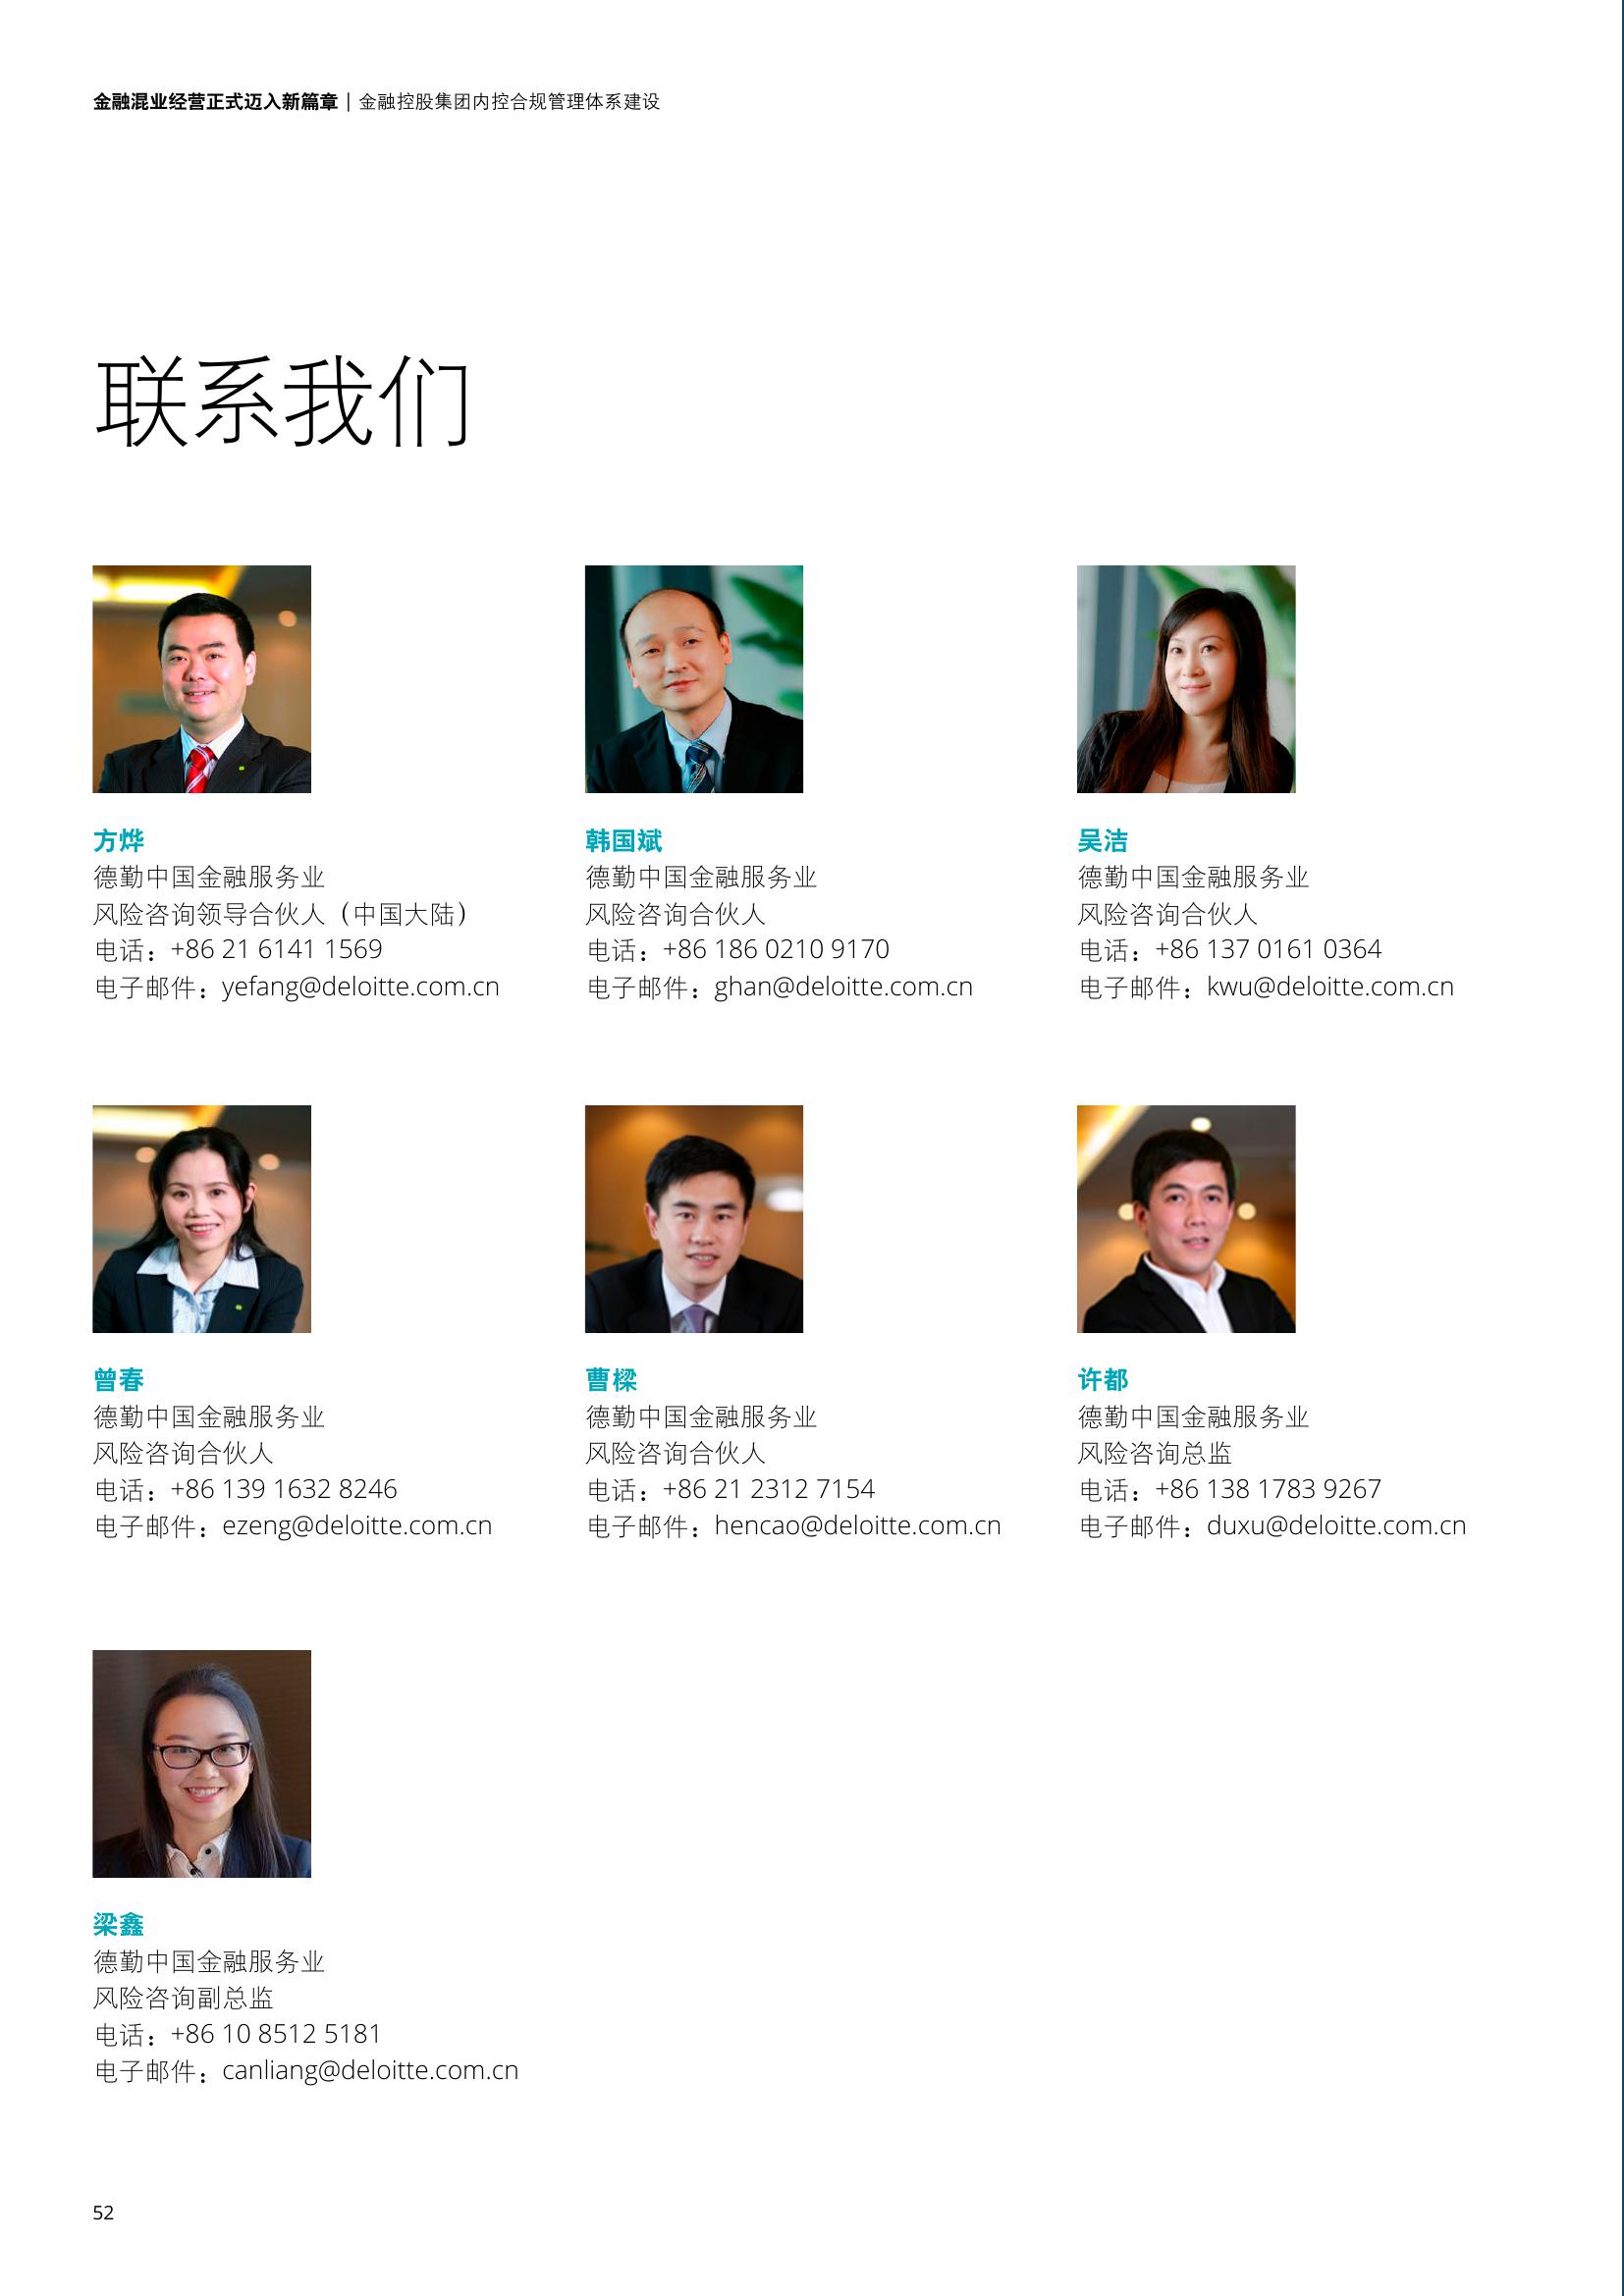 金融混业经营正式迈入新篇章 | 金融控股集团内控合规管理体系建设
联系我们
方烨
德勤中国金融服务业
风险咨询领导合伙人（中国大陆）
电话：+86 21 6141 1569
电子邮件：yefang@deloitte.com.cn
韩国斌
德勤中国金融服务业
风险咨询合伙人
电话：+86 186 0210 9170
电子邮件：ghan@deloitte.com.cn
吴洁
德勤中国金融服务业
风险咨询合伙人
电话：+86 137 0161 0364
电子邮件：kwu@deloitte.com.cn
曾春
德勤中国金融服务业
风险咨询合伙人
电话：+86 139 1632 8246
电子邮件：ezeng@deloitte.com.cn
曹樑
德勤中国金融服务业
风险咨询合伙人
电话：+86 21 2312 7154
电子邮件：hencao@deloitte.com.cn
许都
德勤中国金融服务业
风险咨询总监
电话：+86 138 1783 9267
电子邮件：duxu@deloitte.com.cn
梁鑫
德勤中国金融服务业
风险咨询副总监
电话：+86 10 8512 5181
电子邮件：canliang@deloitte.com.cn
52